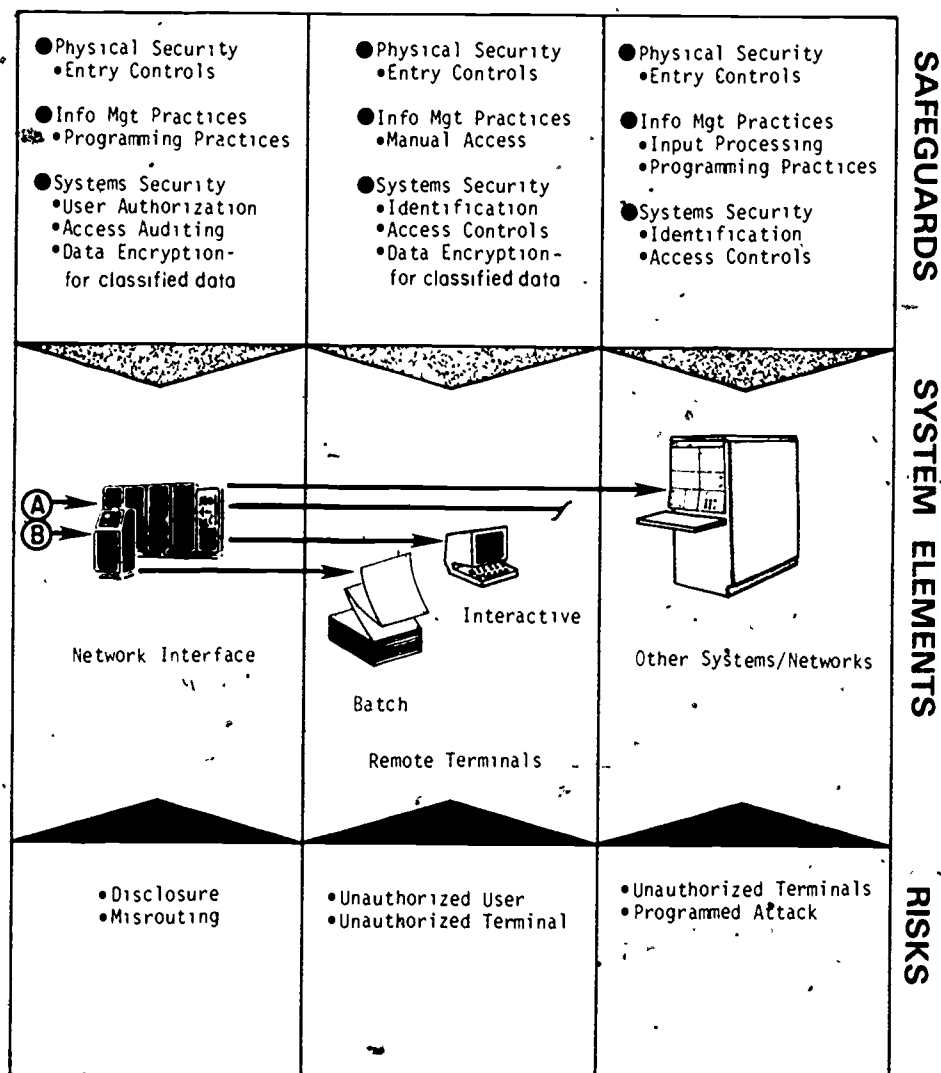 ●Physical Security
•Entry Controls
●Info Mgt Practices
•Programming Practices
●Systems Security
•User Authorization
•Access Auditing
•Data Encryption-
for classified data
●Physical Security
•Entry Controls
●Info Mgt Practices
•Manual Access
●Systems Security
•Identification
•Access Controls
•Data Encryption-
for classified data
●Physical Security
•Entry Controls
●Info Mgt Practices
•Input Processing
•Programming Practices
●Systems Security
•Identification
•Access Controls
SAFEGUARDS
A
B
Network Interface
Interactive
Batch
Remote Terminals
Other Systems/Networks
SYSTEM ELEMENTS
•Disclosure
•Misrouting
•Unauthorized User
•Unauthorized Terminal
•Unauthorized Terminals
•Programmed Attack
RISKS